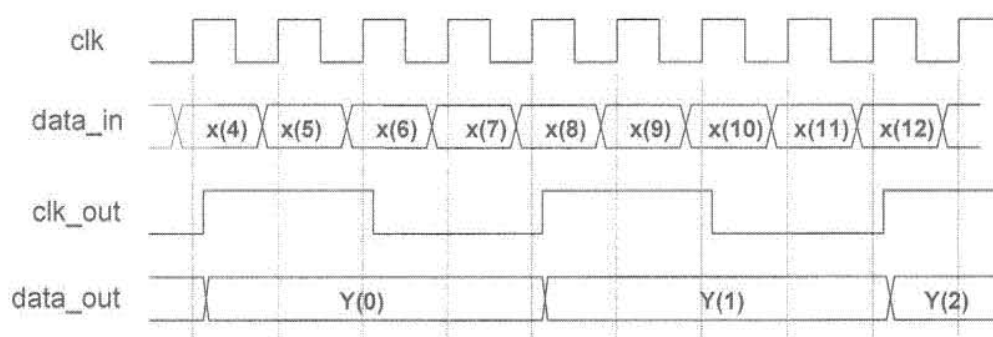 clk
data_in x(4) x(5) x(6) x(7) x(8) x(9) x(10) x(11) x(12)
clk_out
data_out Y(0) Y(1) Y(2)